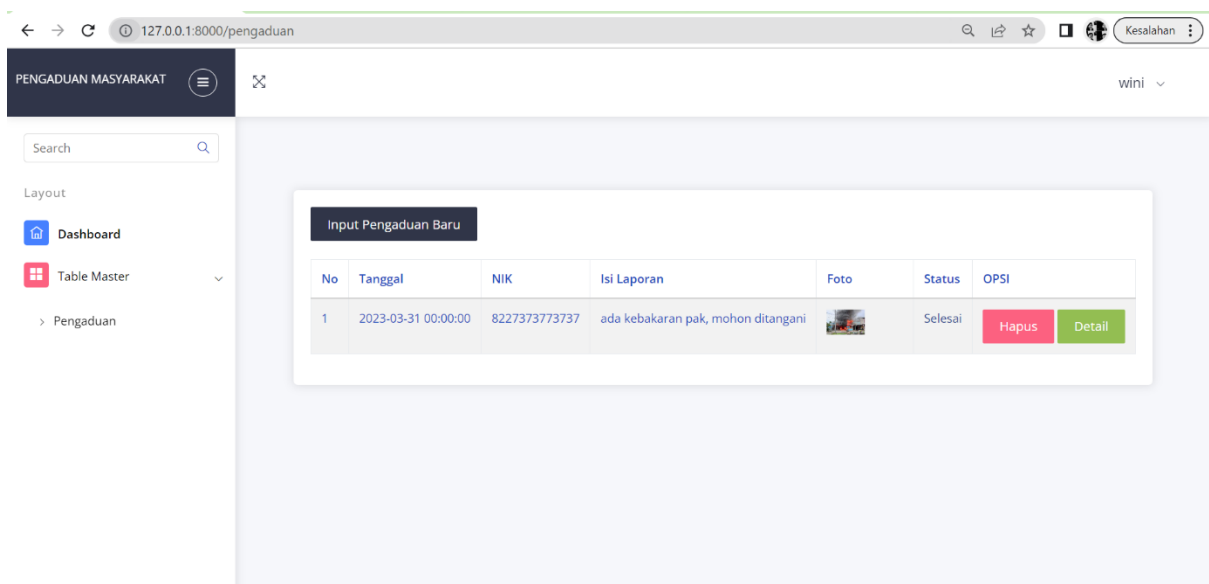 127.0.0.1:8000/pengaduan
Kesalahan
PENGADUAN MASYARAKAT
wini
Search
Layout
Dashboard
Table Master
> Pengaduan
Input Pengaduan Baru
No Tanggal NIK Isi Laporan Foto Status OPSI
1 2023-03-31 00:00:00 8227373773737 ada kebakaran pak, mohon ditangani Selesai Hapus Detail